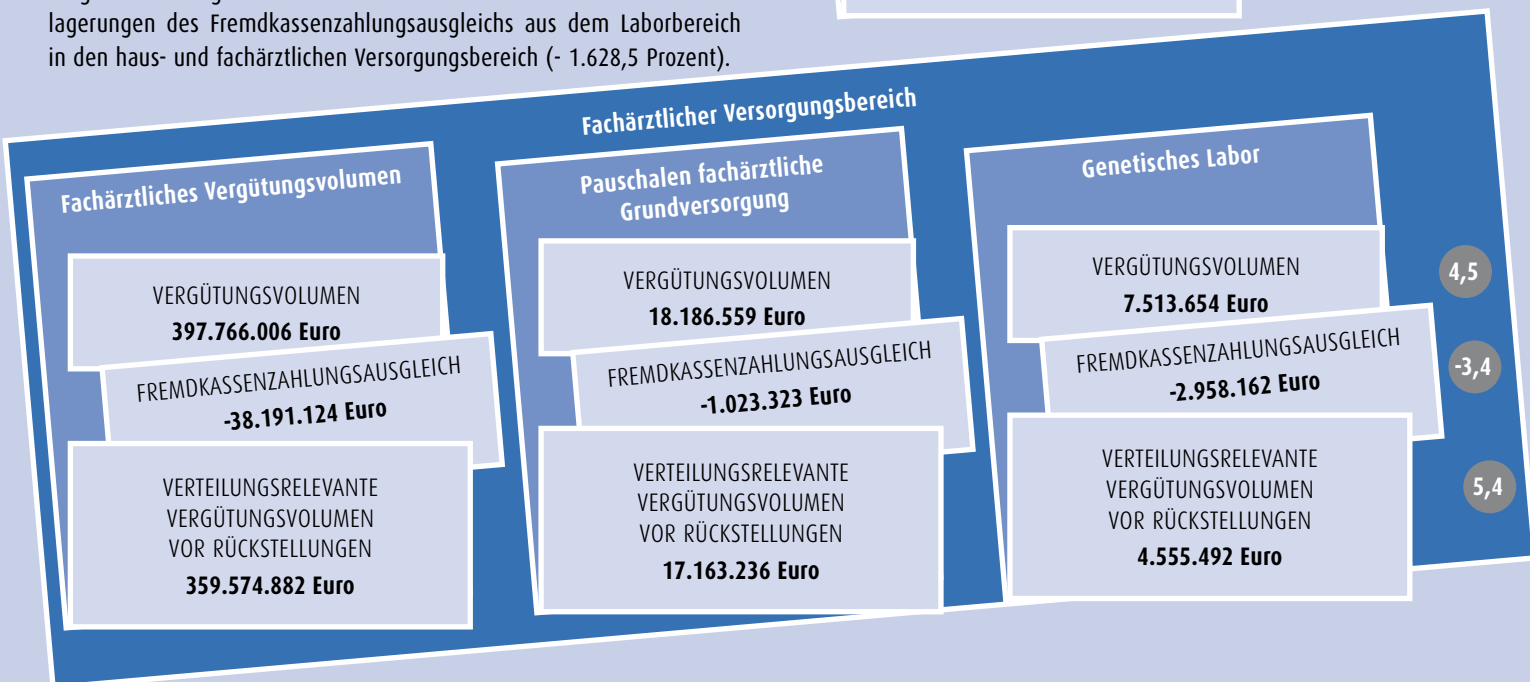 lagerungen des Fremdkassenzahlungsausgleichs aus dem Laborbereich
in den haus- und fachärztlichen Versorgungsbereich (- 1.628,5 Prozent).
Fachärztlicher Versorgungsbereich
Fachärztliches Vergütungsvolumen
VERGÜTUNGSVOLUMEN
397.766.006 Euro
FREMDKASSENZAHLUNGSAUSGLEICH
-38.191.124 Euro
VERTEILUNGSRELEVANTE
VERGÜTUNGSVOLUMEN
VOR RÜCKSTELLUNGEN
359.574.882 Euro
Pauschalen fachärztliche
Grundversorgung
VERGÜTUNGSVOLUMEN
18.186.559 Euro
FREMDKASSENZAHLUNGSAUSGLEICH
-1.023.323 Euro
VERTEILUNGSRELEVANTE
VERGÜTUNGSVOLUMEN
VOR RÜCKSTELLUNGEN
17.163.236 Euro
Genetisches Labor
VERGÜTUNGSVOLUMEN
7.513.654 Euro
FREMDKASSENZAHLUNGSAUSGLEICH
-2.958.162 Euro
VERTEILUNGSRELEVANTE
VERGÜTUNGSVOLUMEN
VOR RÜCKSTELLUNGEN
4.555.492 Euro
4,5
-3,4
5,4